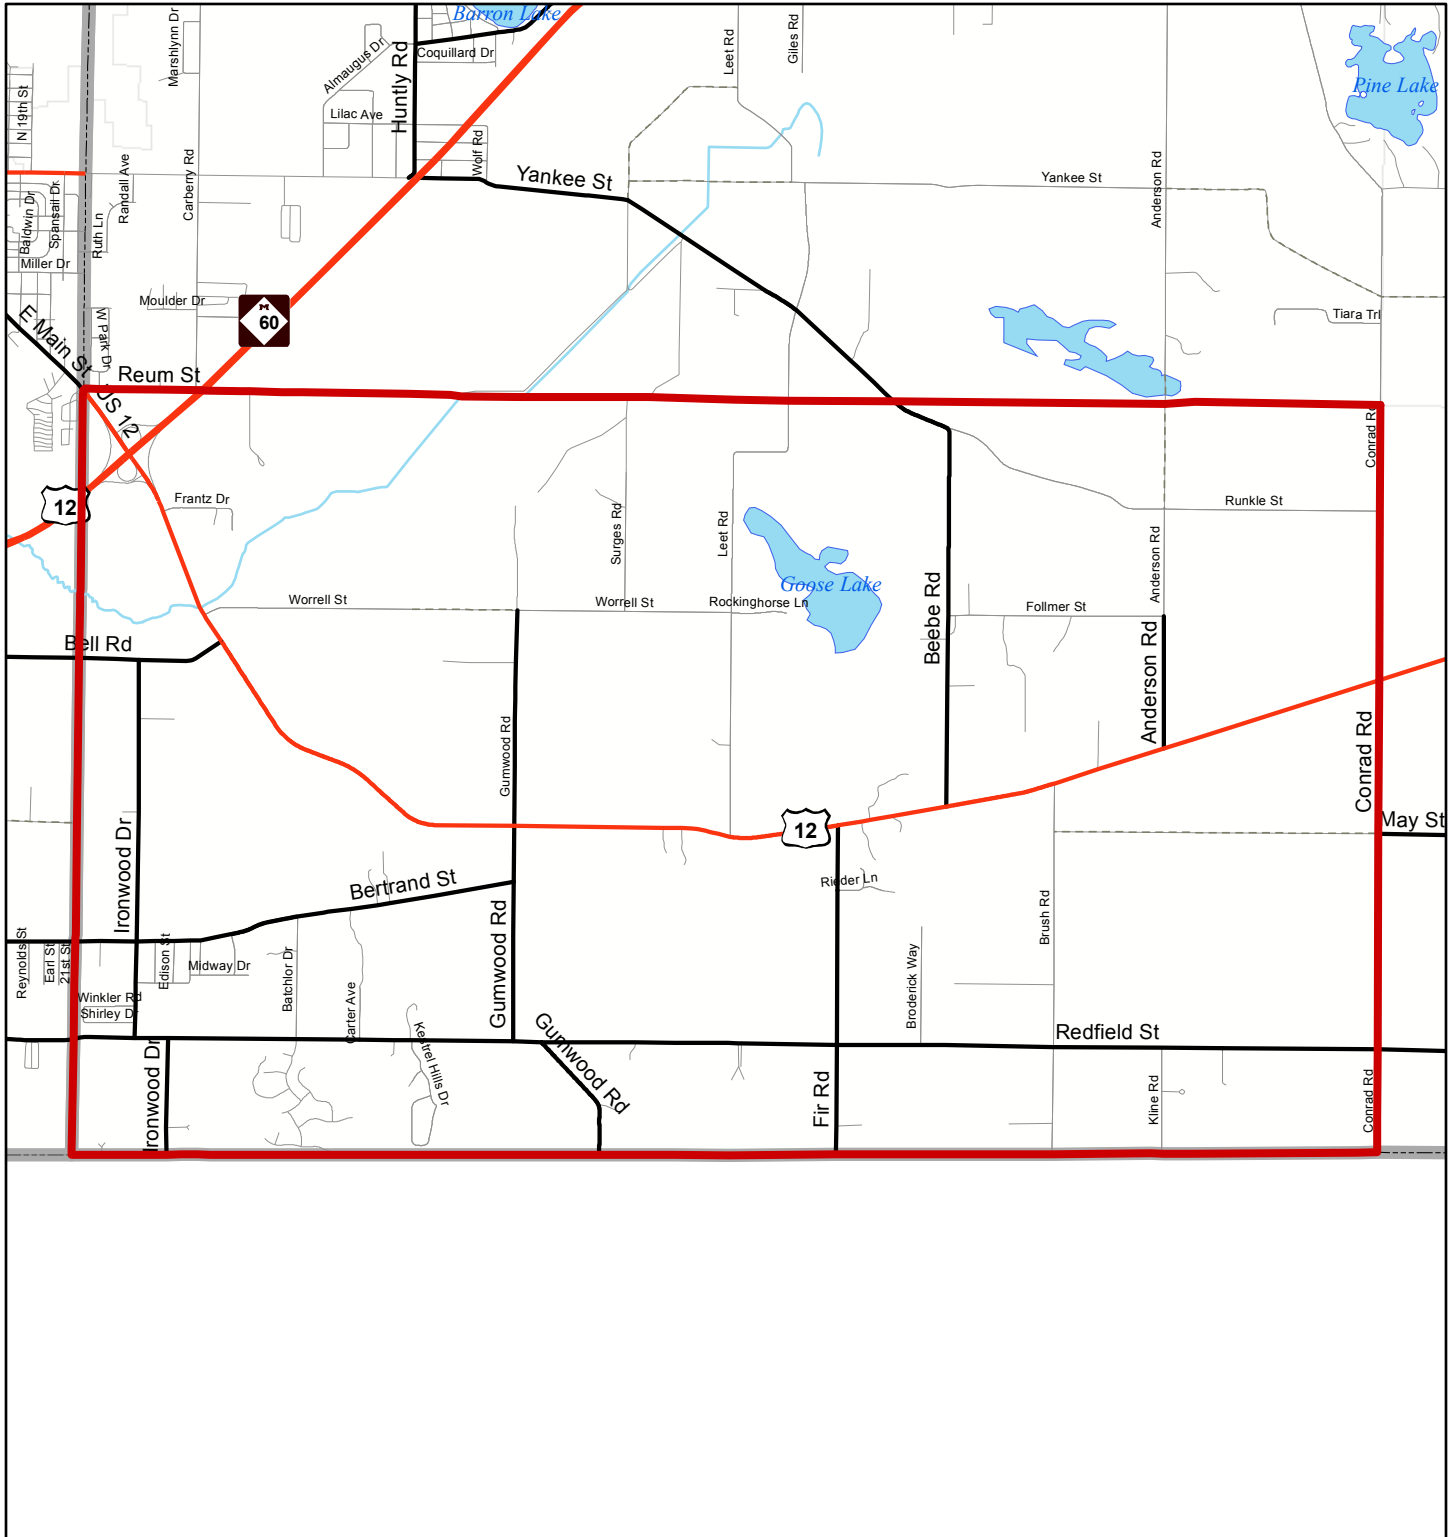 Barron Lake
Marshlynn Dr
Almaugus Dr
Huntly Rd
Coquillard Dr
Leet Rd
Giles Rd
Pine Lake
N 19th St
Lilac Ave
Wolf Rd
Yankee St
Yankee St
Anderson Rd
Randall Ave
Carberry Rd
Baldwin Dr
Spansail Dr
Ruth Ln
Miller Dr
Moulder Dr
M
60
Tiara Trl
E Main St
W Park Dr
Reum St
US 12
Conrad Rd
12
Frantz Dr
Runkle St
Surges Rd
Leet Rd
Goose Lake
Anderson Rd
Worrell St
Worrell St
Rockinghorse Ln
Beebe Rd
Follmer St
Bell Rd
Anderson Rd
Gumwood Rd
Conrad Rd
12
May St
Ironwood Dr
Bertrand St
Rieder Ln
Brush Rd
Reynolds St
Earl St
21st St
Edison St
Midway Dr
Batchlor Dr
Gumwood Rd
Broderick Way
Winkler Rd
Shirley Dr
Carter Ave
Kestrel Hills Dr
Gumwood Rd
Redfield St
Ironwood Dr
Fir Rd
Kline Rd
Conrad Rd